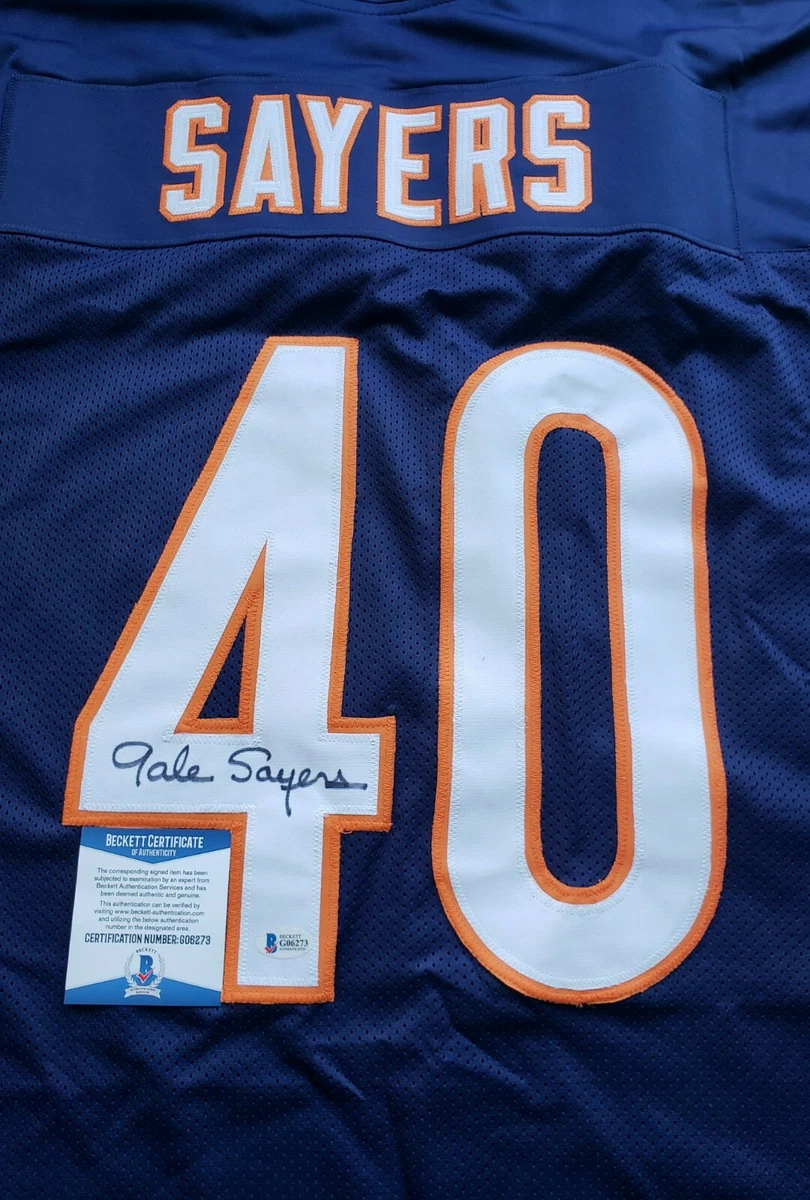 SAYERS
40
Gale Sayers
BECKETT CERTIFICATE
OF AUTHENTICITY
The corresponding signed item has been
subjected to examination by an expert from
Beckett Authentication Services and has
been deemed authentic and genuine.
This authentication can be verified by
visiting www.beckett-authentication.com
and utilizing the below authentication
number in the designated area.
CERTIFICATION NUMBER: G06273
BECKETT
B
BECKETT
B G06273